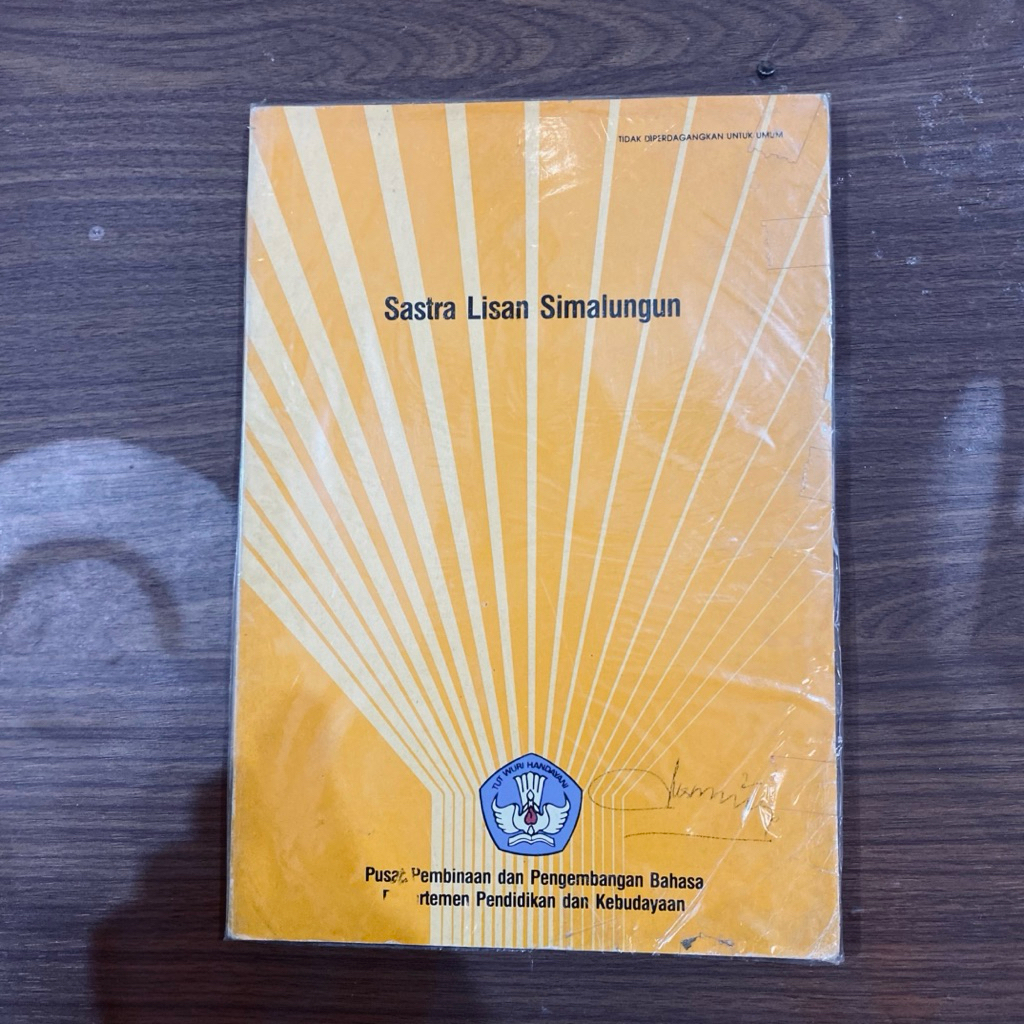 TIDAK DIPERDAGANGKAN UNTUK UMUM
Sastra Lisan Simalungun
TUT WURI HANDAYANI
Pusat Pembinaan dan Pengembangan Bahasa
Pendidikan dan Kebudayaan